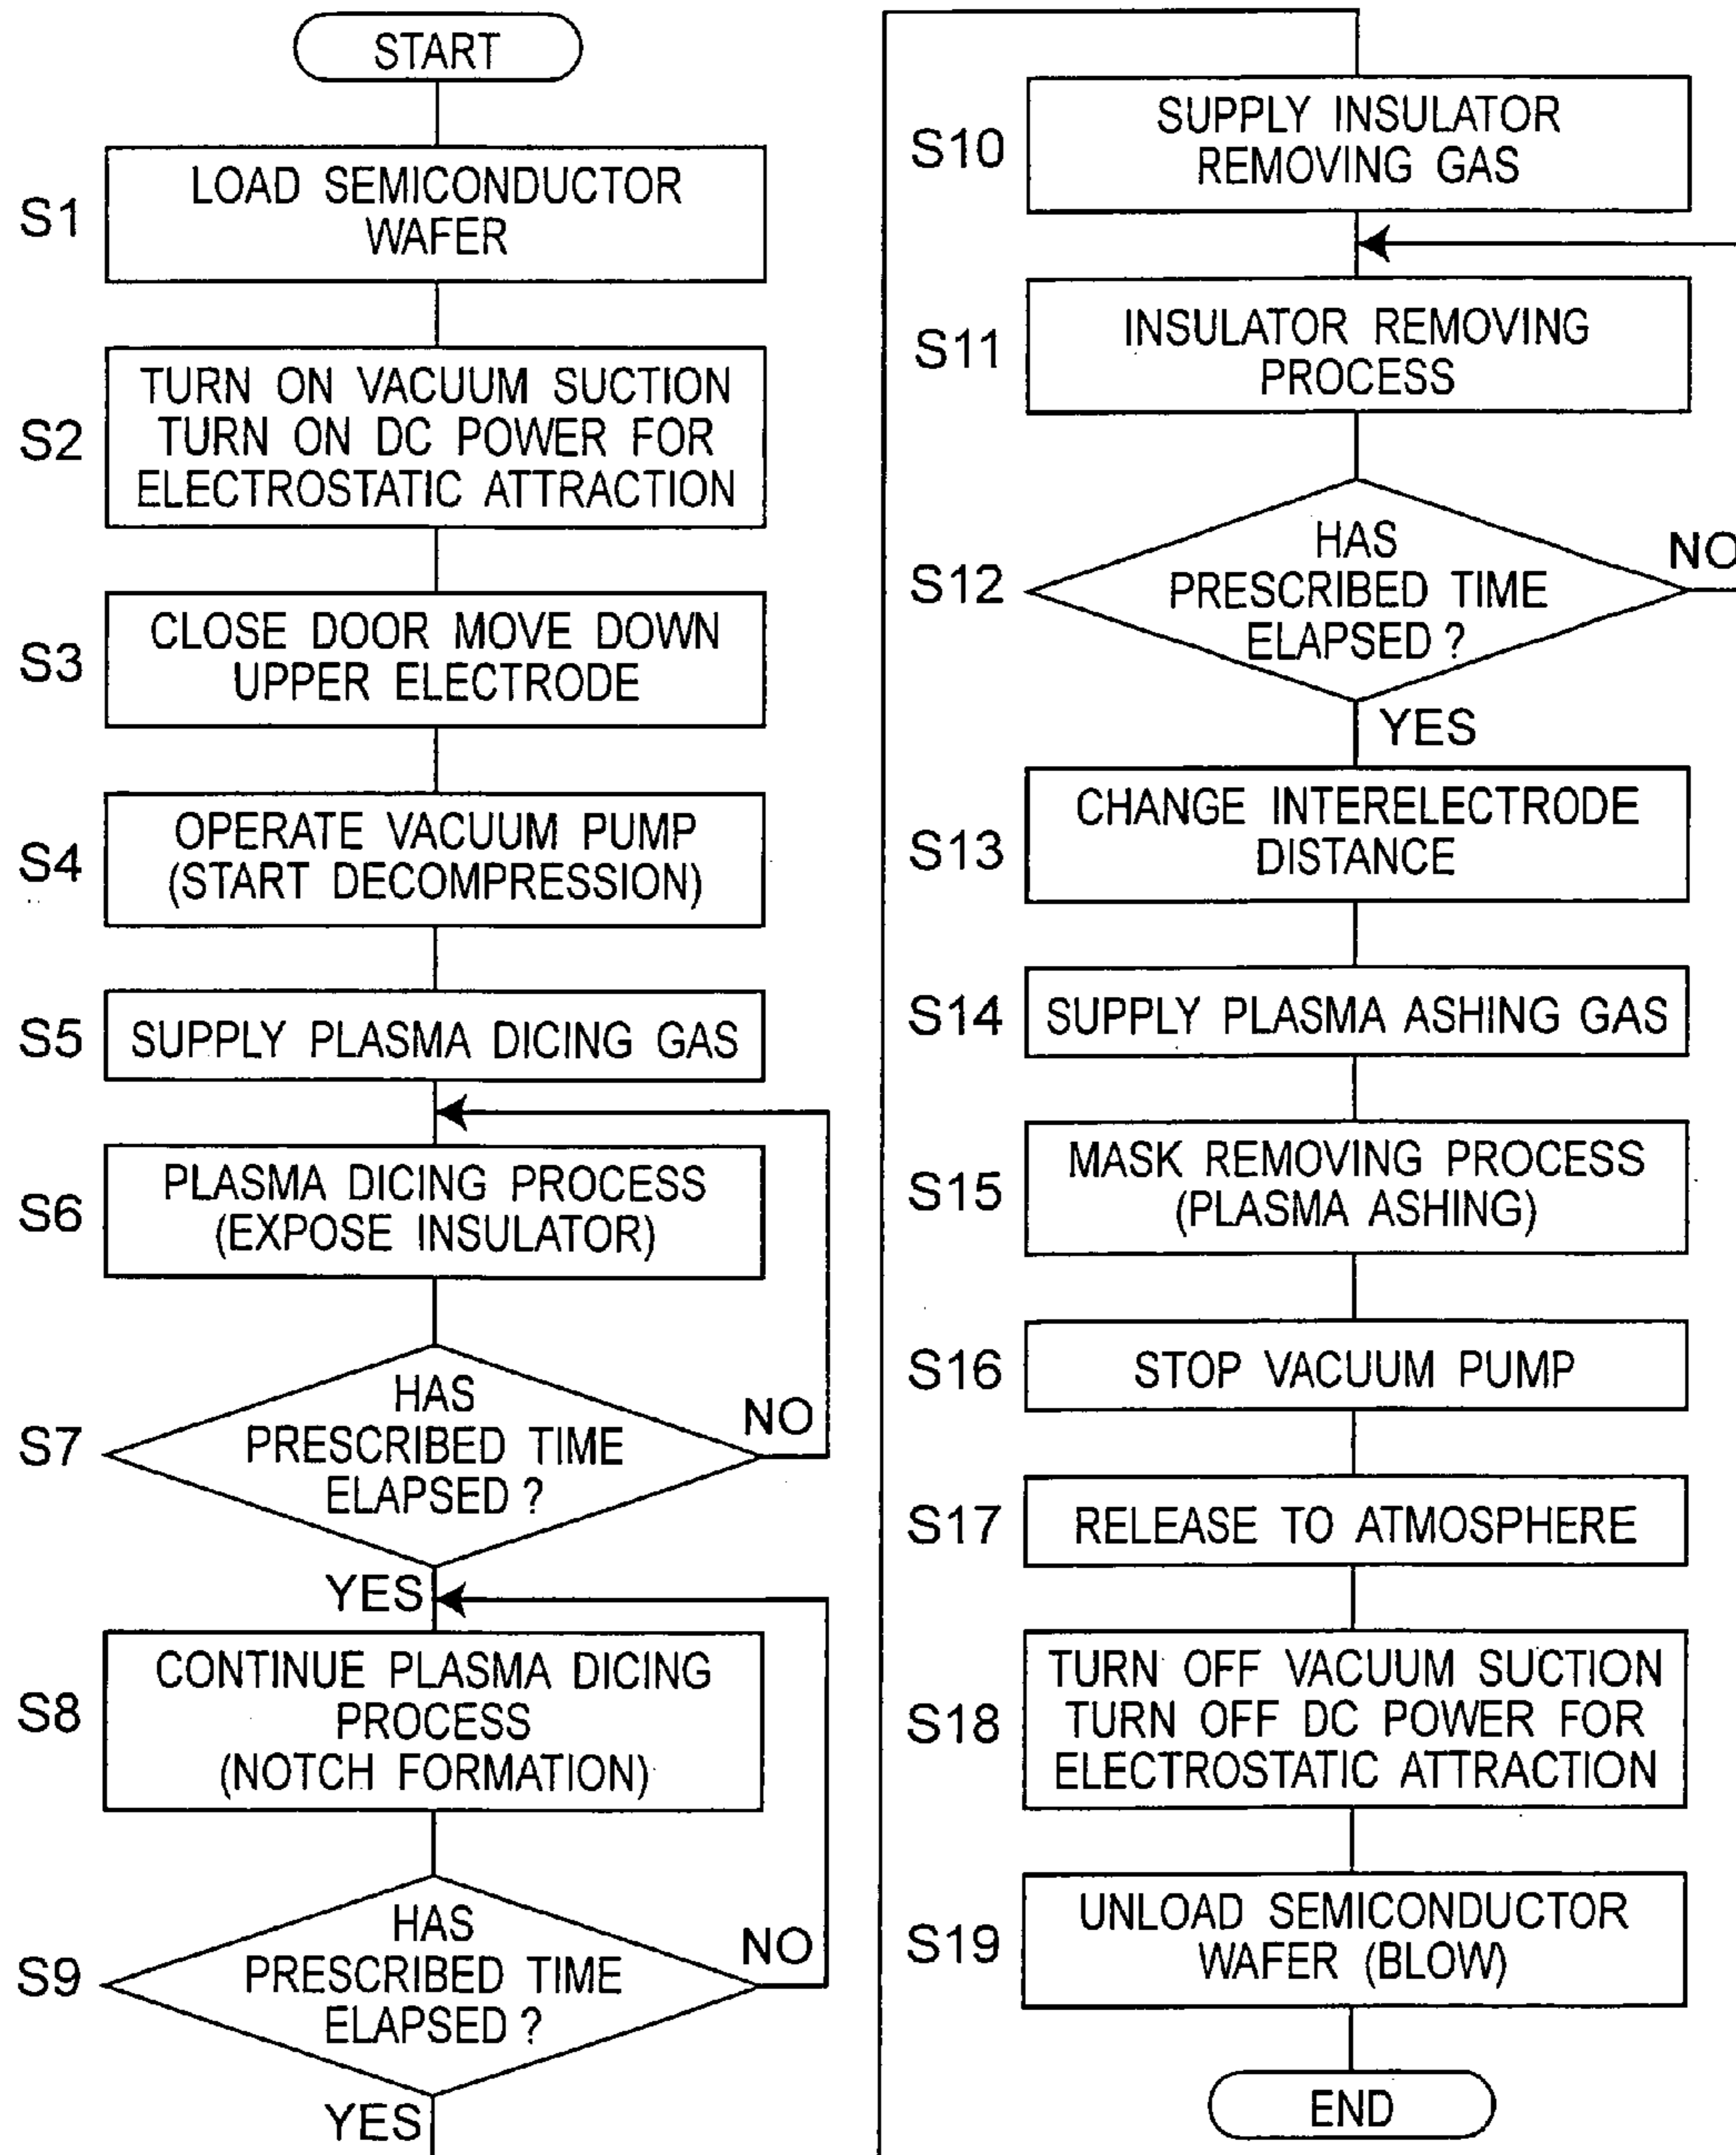 START
S1
LOAD SEMICONDUCTOR
WAFER
S2
TURN ON VACUUM SUCTION
TURN ON DC POWER FOR
ELECTROSTATIC ATTRACTION
S3
CLOSE DOOR MOVE DOWN
UPPER ELECTRODE
S4
OPERATE VACUUM PUMP
(START DECOMPRESSION)
S5
SUPPLY PLASMA DICING GAS
S6
PLASMA DICING PROCESS
(EXPOSE INSULATOR)
S7
HAS
PRESCRIBED TIME
ELAPSED ?
NO
YES
S8
CONTINUE PLASMA DICING
PROCESS
(NOTCH FORMATION)
S9
HAS
PRESCRIBED TIME
ELAPSED ?
NO
YES
S10
SUPPLY INSULATOR
REMOVING GAS
S11
INSULATOR REMOVING
PROCESS
S12
HAS
PRESCRIBED TIME
ELAPSED ?
NO
YES
S13
CHANGE INTERELECTRODE
DISTANCE
S14
SUPPLY PLASMA ASHING GAS
S15
MASK REMOVING PROCESS
(PLASMA ASHING)
S16
STOP VACUUM PUMP
S17
RELEASE TO ATMOSPHERE
S18
TURN OFF VACUUM SUCTION
TURN OFF DC POWER FOR
ELECTROSTATIC ATTRACTION
S19
UNLOAD SEMICONDUCTOR
WAFER (BLOW)
END